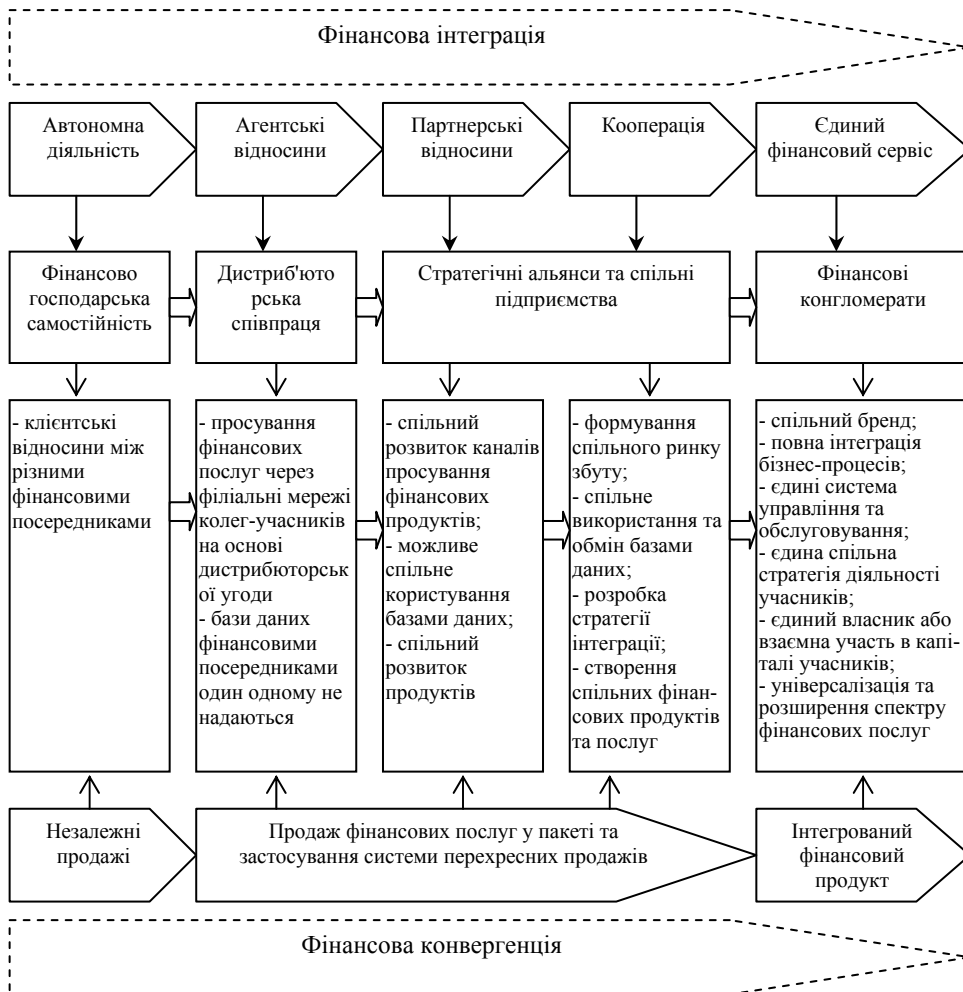 Фінансова інтеграція
Автономна
діяльність
Агентські
відносини
Партнерські
відносини
Кооперація
Єдиний
фінансовий сервіс
Фінансово
господарська
самостійність
Дистриб'юто
рська
співпраця
Стратегічні альянси та спільні
підприємства
Фінансові
конгломерати
- клієнтські
відносини між
різними
фінансовими
посередниками
- просування
фінансових
послуг через
філіальні мережі
колег-учасників
на основі
дистрибюторськ
ої угоди
- бази даних
фінансовими
посередниками
один одному не
надаються
- спільний
розвиток каналів
просування
фінансових
продуктів;
- можливе
спільне
користування
базами даних;
- спільний
розвиток
продуктів
- формування
спільного ринку
збуту;
- спільне
використання та
обмін базами
даних;
- розробка
стратегії
інтеграції;
- створення
спільних фінан-
сових продуктів
та послуг
- спільний бренд;
- повна інтеграція
бізнес-процесів;
- єдині система
управління та
обслуговування;
- єдина спільна
стратегія діяльності
учасників;
- єдиний власник або
взаємна участь в капі-
талі учасників;
- універсалізація та
розширення спектру
фінансових послуг
Незалежні
продажі
Продаж фінансових послуг у пакеті та
застосування системи перехресних продажів
Інтегрований
фінансовий
продукт
Фінансова конвергенція